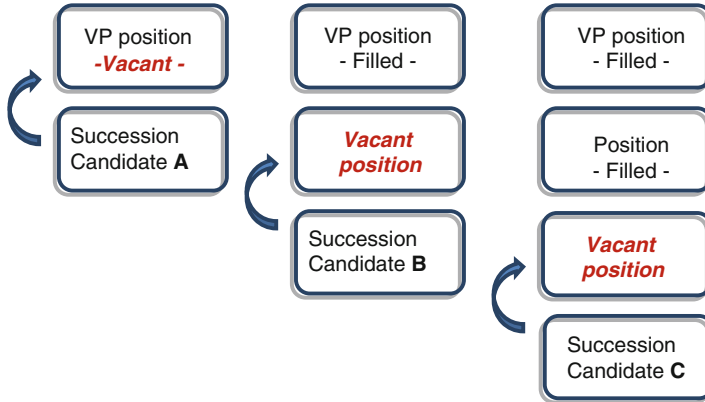 VP position
-Vacant -
Succession
Candidate A
VP position
- Filled -
Vacant
position
Succession
Candidate B
VP position
- Filled -
Position
- Filled -
Vacant
position
Succession
Candidate C